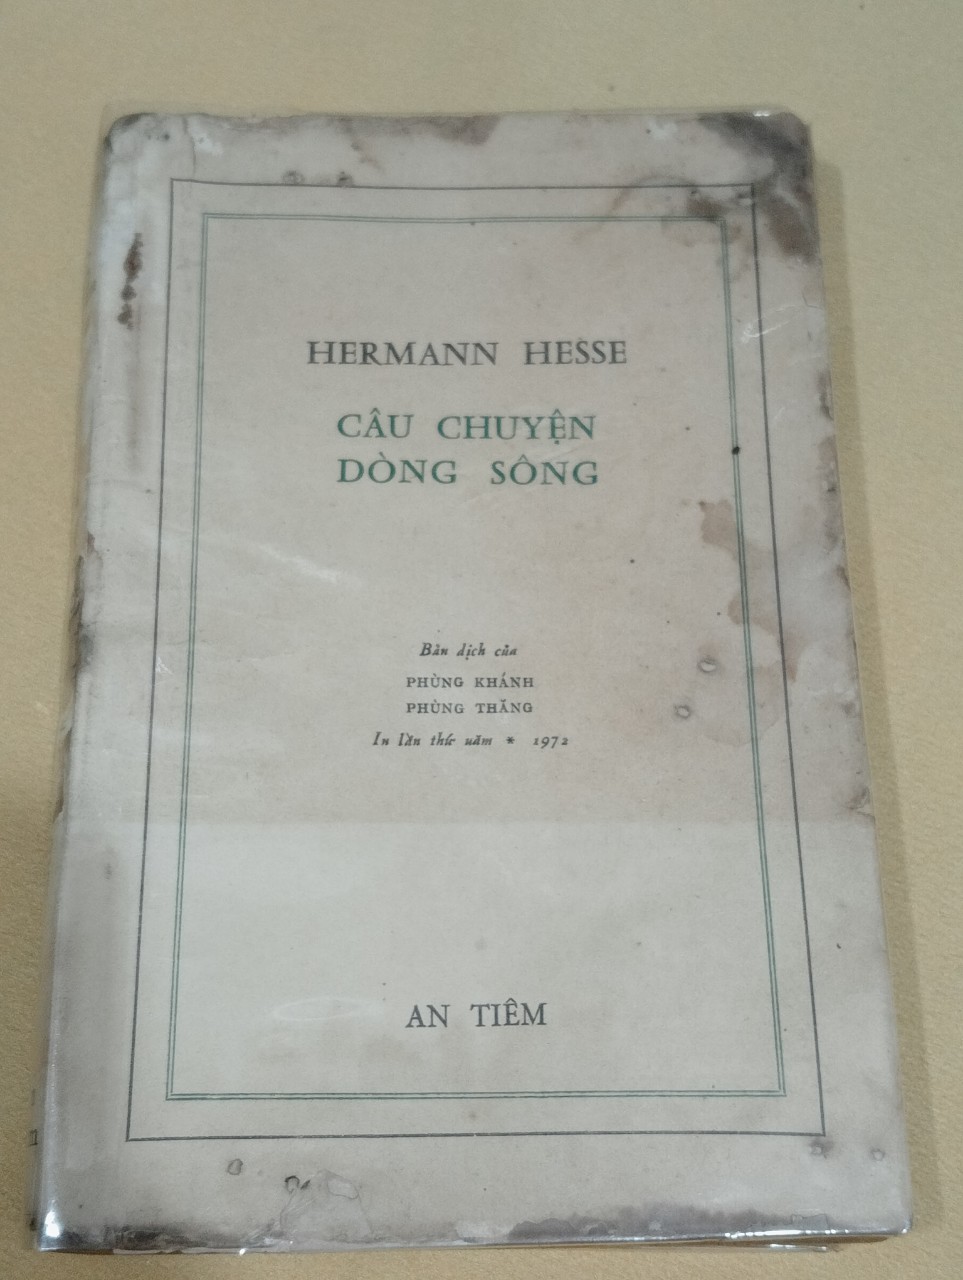 HERMANN HESSE
CÂU CHUYỆN
DÒNG SÔNG
Bản dịch của
PHÙNG KHÁNH
PHÙNG THĂNG
In lần thứ năm * 1972
AN TIÊM